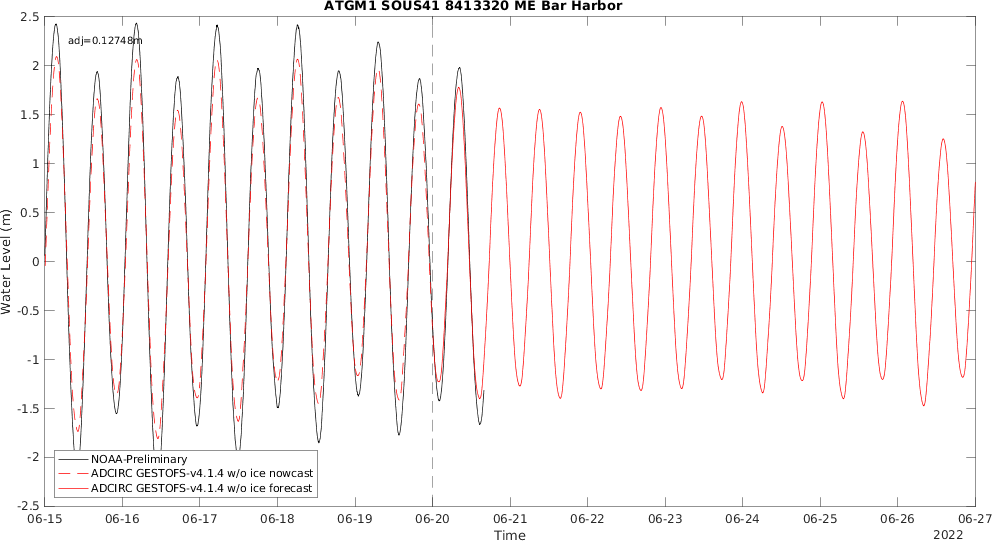 ATGM1 SOUS41 8413320 ME Bar Harbor
adj=0.12748m
Water Level (m)
2.5
2
1.5
1
0.5
0
-0.5
-1
-1.5
-2
-2.5
NOAA-Preliminary
ADCIRC GESTOFS-v4.1.4 w/o ice nowcast
ADCIRC GESTOFS-v4.1.4 w/o ice forecast
06-15 06-16 06-17 06-18 06-19 06-20 06-21 06-22 06-23 06-24 06-25 06-26 06-27
Time
2022